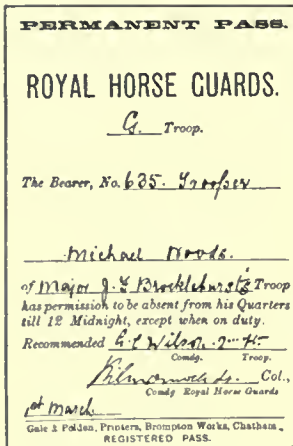 PERMANENT PASS.
ROYAL HORSE GUARDS.
G. Troop.
The Bearer, No. 635. Trooper
Michael Woods.
of Major J. F. Brocklehurst's Troop
has permission to be absent from his Quarters
till 12 Midnight, except when on duty.
Recommended G. C. Wilson.
Comdg. Troop.
Col.,
Comdg Royal Horse Guards
1st March
Gale & Polden, Printers, Brompton Works, Chatham.
REGISTERED PASS.